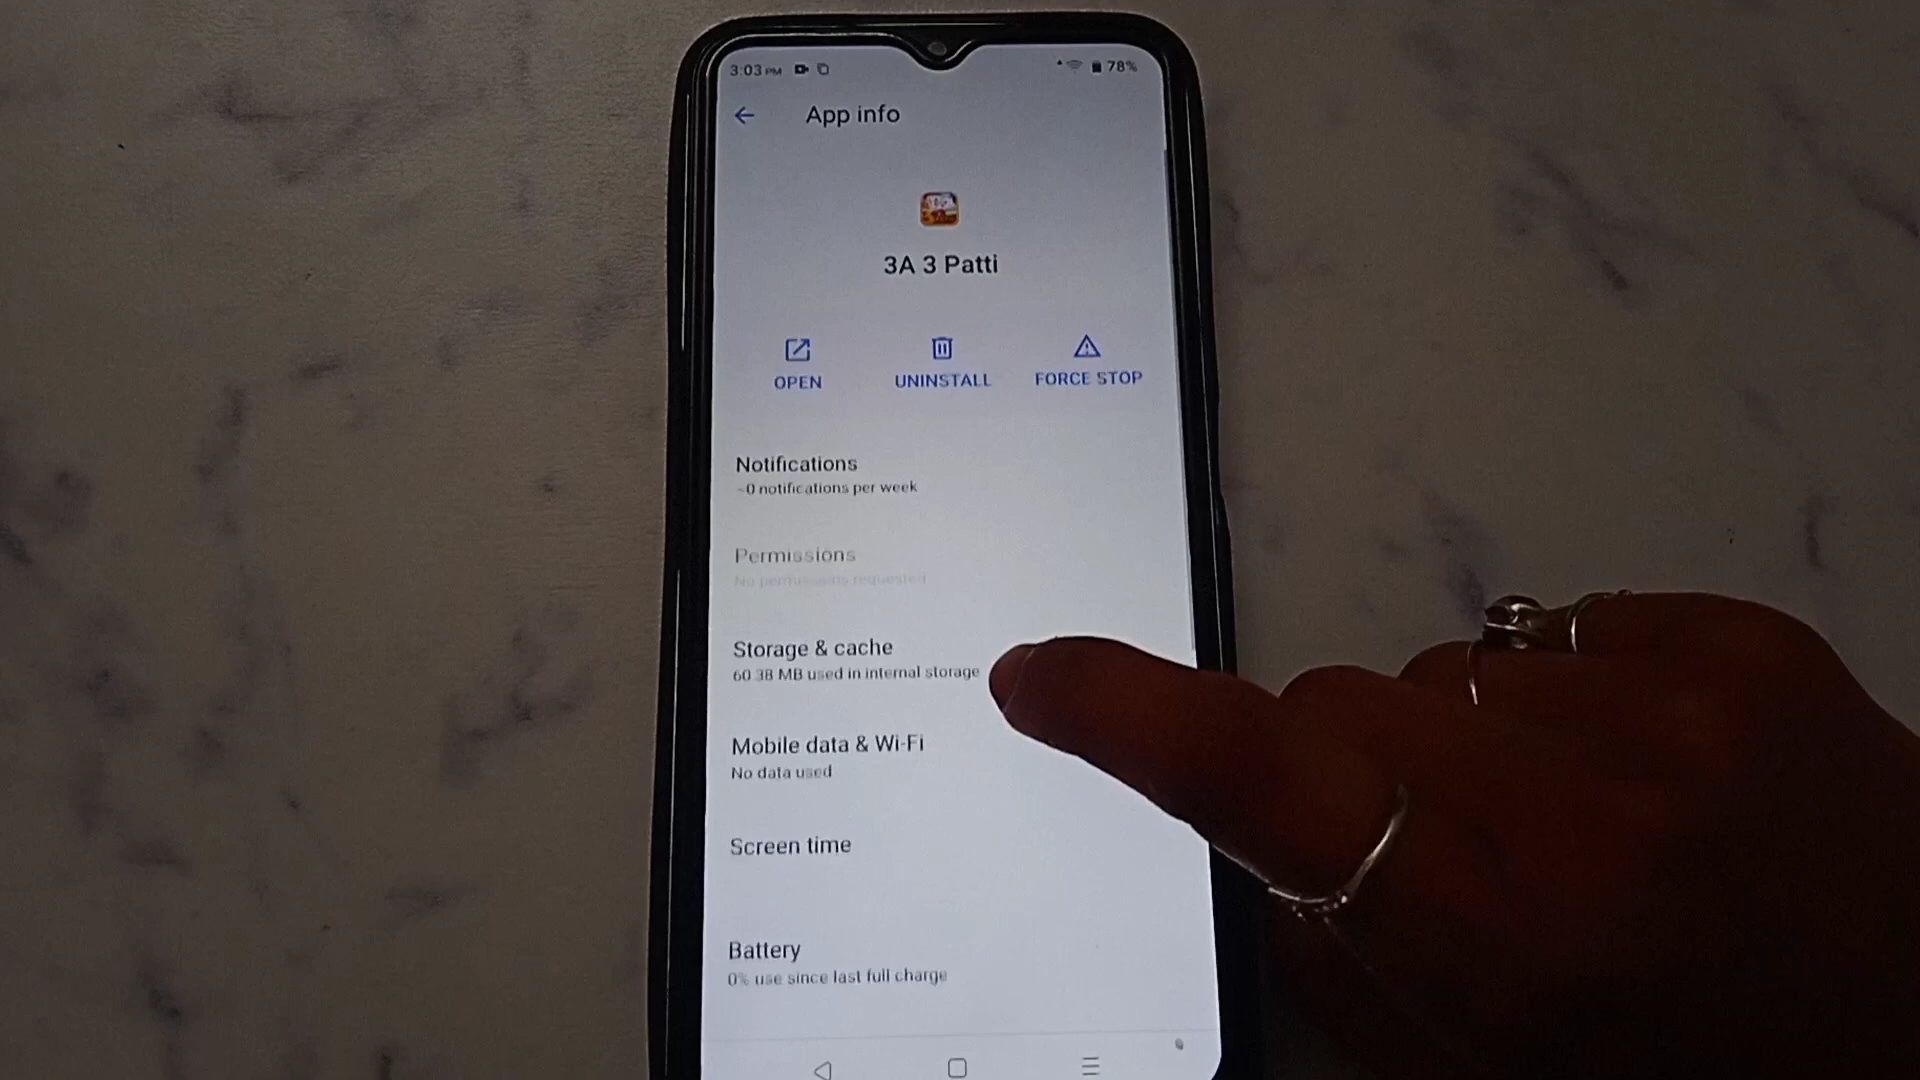 3:03 PM 78%
App info
3A 3 Patti
OPEN UNINSTALL FORCE STOP
Notifications
~0 notifications per week
Permissions
No permissions requested
Storage & cache
60.38 MB used in internal storage
Mobile data & Wi-Fi
No data used
Screen time
Battery
0% use since last full charge